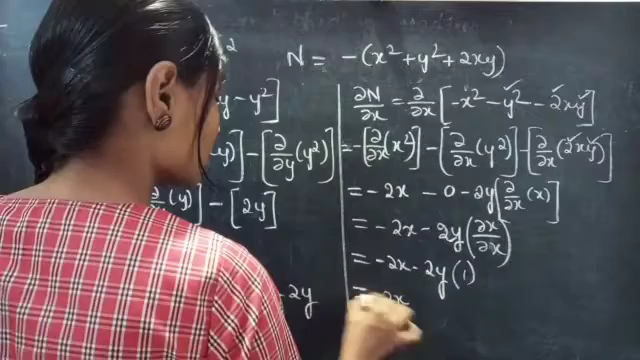 2
N = -(x² + y² + 2xy)
y - y²]
∂N/∂x = ∂/∂x [-x² - y² - 2xy]
-y)] - [∂/∂y (y²)]
= -[∂/∂x (x²)] - [∂/∂x (y²)] - [∂/∂x (2xy)]
(y)] - [2y]
= -2x - 0 - 2y [∂/∂x (x)]
= -2x - 2y (∂x/∂x)
= -2x - 2y (1)
- 2y
= -2x